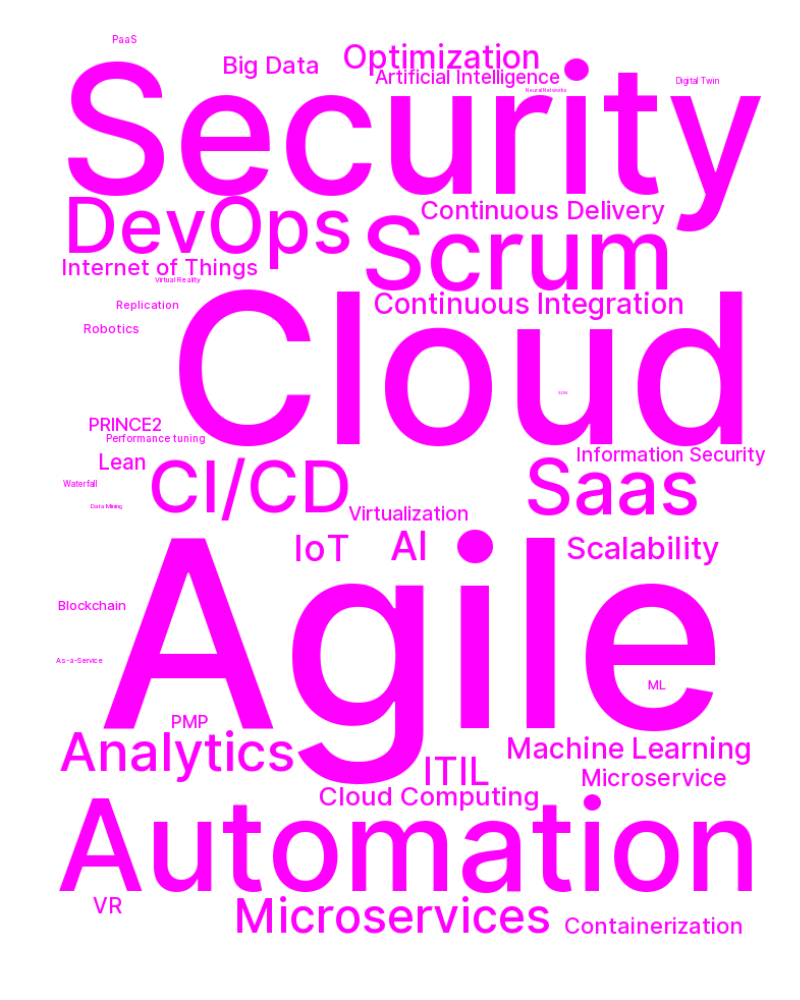 PaaS
Big Data
Optimization
Artificial Intelligence
Digital Twin
Neural Networks
Security
DevOps
Continuous Delivery
Scrum
Internet of Things
Virtual Reality
Replication
Continuous Integration
Robotics
Cloud
PRINCE2
Performance tuning
Lean
Information Security
Waterfall
CI/CD
Saas
Data Mining
Virtualization
IoT
AI
Scalability
Agile
Blockchain
As-a-Service
ML
PMP
Analytics
Machine Learning
ITIL
Microservice
Cloud Computing
Automation
VR
Microservices
Containerization